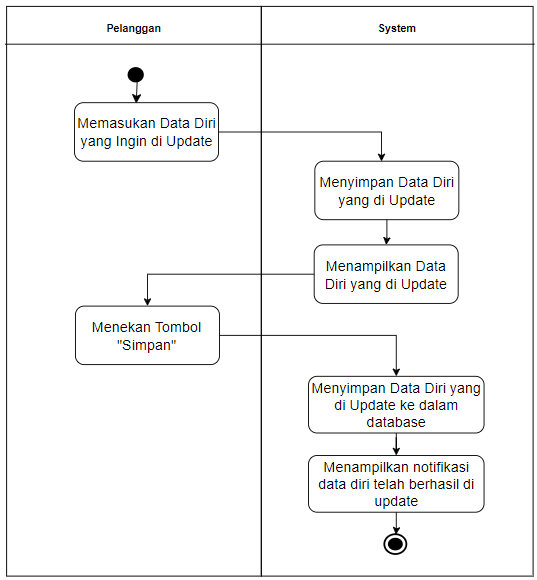 Pelanggan
System
Memasukan Data Diri
yang Ingin di Update
Menyimpan Data Diri
yang di Update
Menampilkan Data
Diri yang di Update
Menekan Tombol
"Simpan"
Menyimpan Data Diri yang
di Update ke dalam
database
Menampilkan notifikasi
data diri telah berhasil di
update